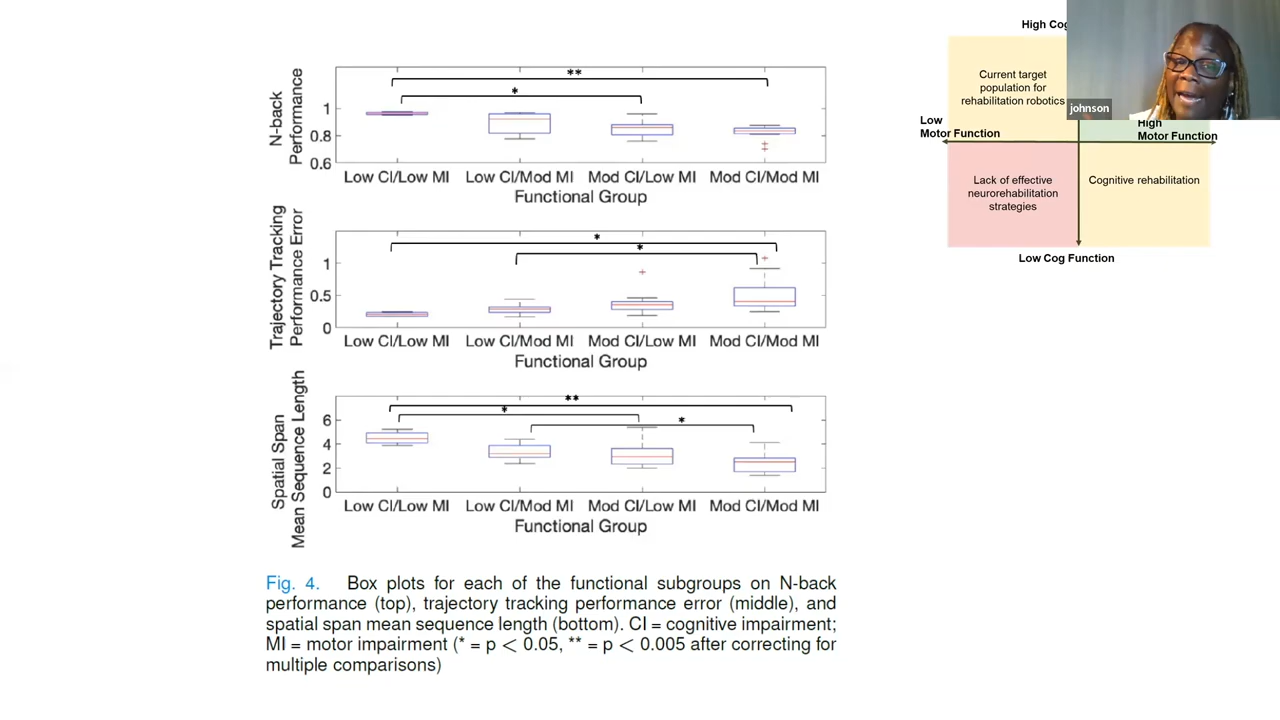 N-back
Performance
**
*
1
0.8
0.6
Low CI/Low MI Low CI/Mod MI Mod CI/Low MI Mod CI/Mod MI
Functional Group
Trajectory Tracking
Performance Error
*
*
1
0.5
0
Low CI/Low MI Low CI/Mod MI Mod CI/Low MI Mod CI/Mod MI
Functional Group
Spatial Span
Mean Sequence Length
**
*
*
6
4
2
0
Low CI/Low MI Low CI/Mod MI Mod CI/Low MI Mod CI/Mod MI
Functional Group
Fig. 4. Box plots for each of the functional subgroups on N-back
performance (top), trajectory tracking performance error (middle), and
spatial span mean sequence length (bottom). CI = cognitive impairment;
MI = motor impairment (* = p < 0.05, ** = p < 0.005 after correcting for
multiple comparisons)
High Cog
Current target
population for
rehabilitation robotics
johnson
Low
Motor Function
High
Motor Function
Lack of effective
neurorehabilitation
strategies
Cognitive rehabilitation
Low Cog Function